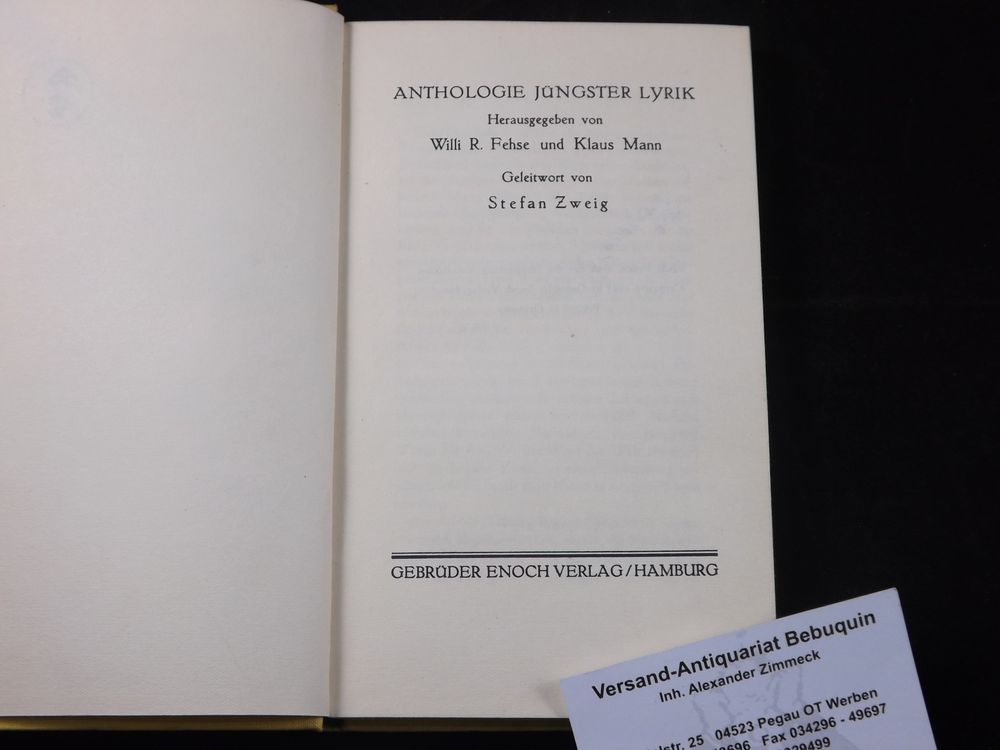 ANTHOLOGIE JÜNGSTER LYRIK
Herausgegeben von
Willi R. Fehse und Klaus Mann
Geleitwort von
Stefan Zweig
GEBRÜDER ENOCH VERLAG/HAMBURG
Versand-Antiquariat Bebuquin
Inh. Alexander Zimmeck
25 04523 Pegau OT Werben
Fax 034296 - 49697